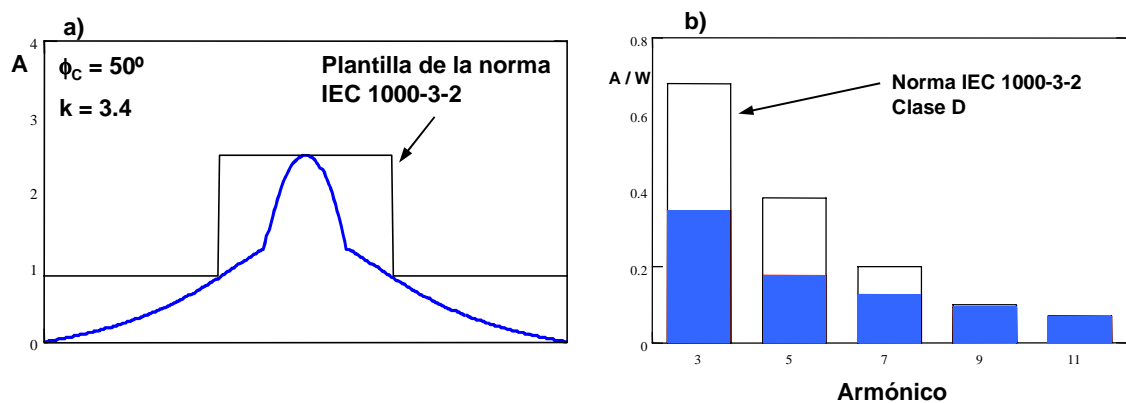 a)
4
A
ϕC = 50º
k = 3.4
Plantilla de la norma
IEC 1000-3-2
3
2
1
0
b)
0.8
A / W
Norma IEC 1000-3-2
Clase D
0.6
0.4
0.2
0
3 5 7 9 11
Armónico